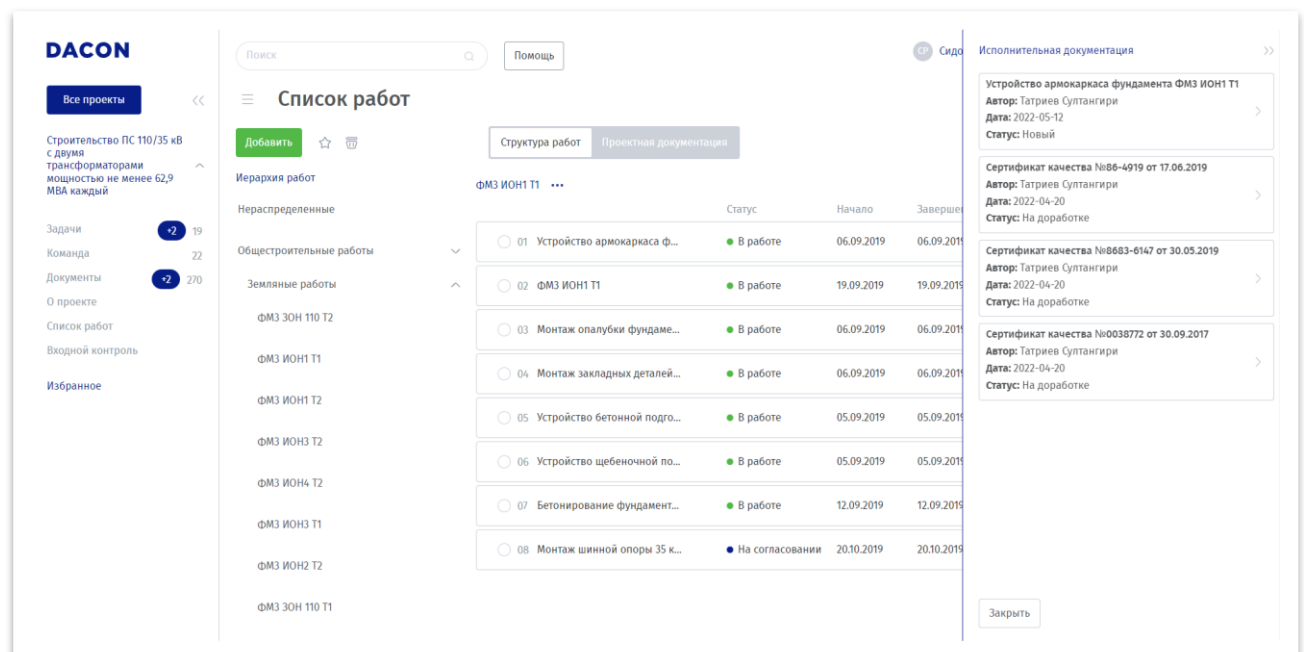 DACON
Все проекты
Строительство ПС 110/35 кВ
с двумя
трансформаторами
мощностью не менее 62,9
МВА каждый
Задачи +2 19
Команда 22
Документы +2 270
О проекте
Список работ
Входной контроль
Избранное
Поиск
Помощь
СР Сидо
Список работ
Добавить
Структура работ Проектная документация
Иерархия работ
Нераспределенные
Общестроительные работы
Земляные работы
ФМЗ ЗОН 110 Т2
ФМЗ ИОН1 Т1
ФМЗ ИОН1 Т2
ФМЗ ИОН3 Т2
ФМЗ ИОН4 Т2
ФМЗ ИОН3 Т1
ФМЗ ИОН2 Т2
ФМЗ ЗОН 110 Т1
ФМЗ ИОН1 Т1 •••
Статус Начало Завершен
01 Устройство армокаркаса ф... В работе 06.09.2019 06.09.2019
02 ФМЗ ИОН1 Т1 В работе 19.09.2019 19.09.2019
03 Монтаж опалубки фундаме... В работе 06.09.2019 06.09.2019
04 Монтаж закладных деталей... В работе 06.09.2019 06.09.2019
05 Устройство бетонной подго... В работе 05.09.2019 05.09.2019
06 Устройство щебеночной по... В работе 05.09.2019 05.09.2019
07 Бетонирование фундамент... В работе 12.09.2019 12.09.2019
08 Монтаж шинной опоры 35 к... На согласовании 20.10.2019 20.10.2019
Исполнительная документация
Устройство армокаркаса фундамента ФМЗ ИОН1 Т1
Автор: Татриев Султангири
Дата: 2022-05-12
Статус: Новый
Сертификат качества №86-4919 от 17.06.2019
Автор: Татриев Султангири
Дата: 2022-04-20
Статус: На доработке
Сертификат качества №8683-6147 от 30.05.2019
Автор: Татриев Султангири
Дата: 2022-04-20
Статус: На доработке
Сертификат качества №0038772 от 30.09.2017
Автор: Татриев Султангири
Дата: 2022-04-20
Статус: На доработке
Закрыть